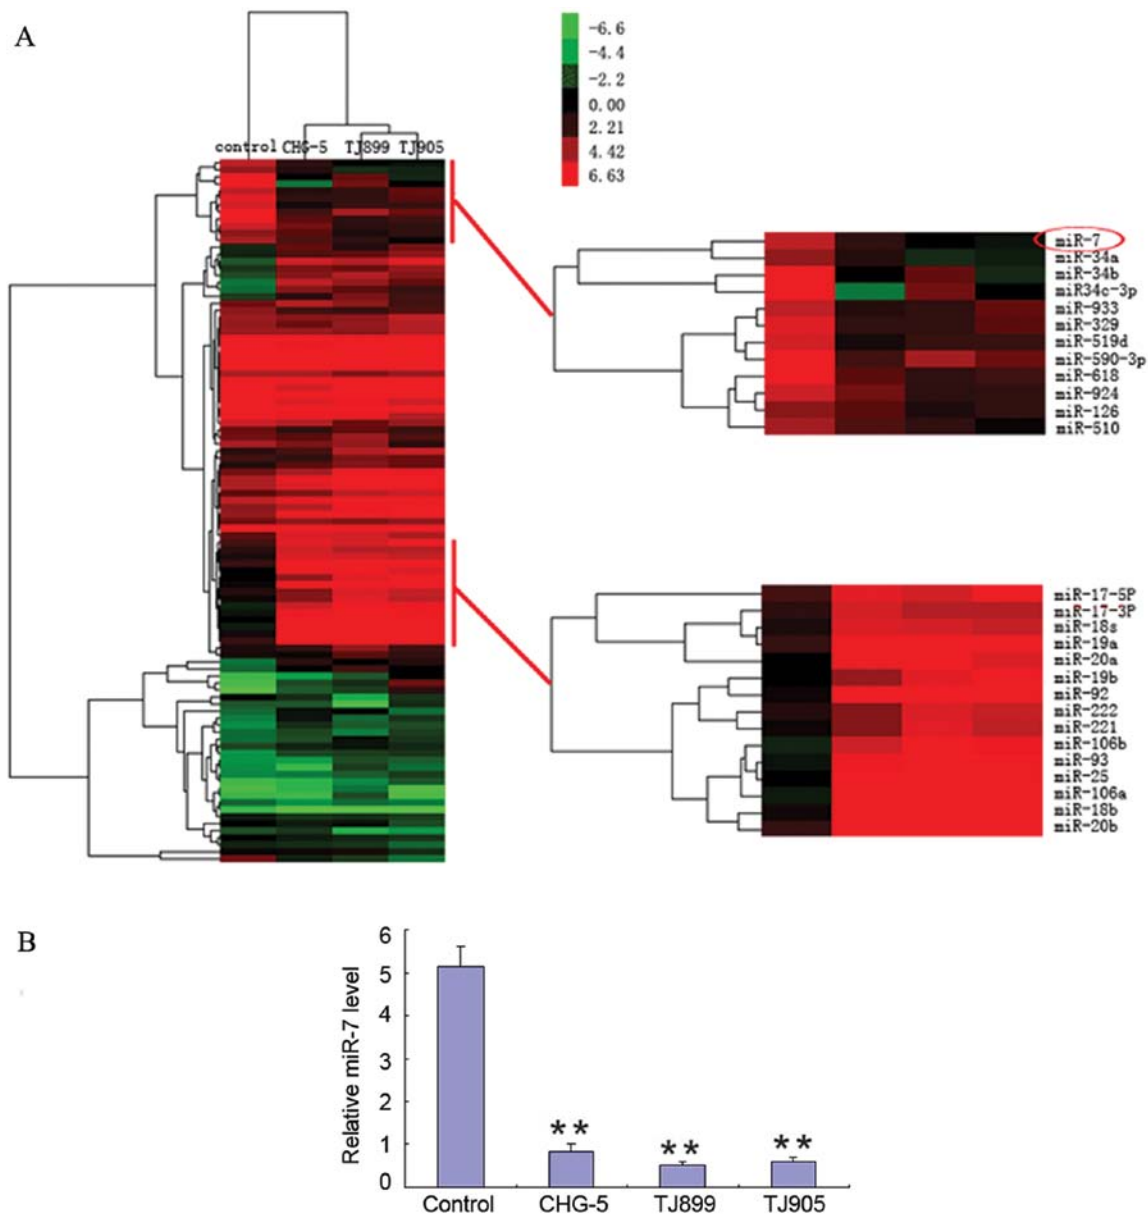 A
-6.6
-4.4
-2.2
0.00
2.21
4.42
6.63
control CHG-5 TJ899 TJ905
miR-7
miR-34a
miR-34b
miR34c-3p
miR-933
miR-329
miR-519d
miR-590-3p
miR-618
miR-924
miR-126
miR-510
miR-17-5P
miR-17-3P
miR-18s
miR-19a
miR-20a
miR-19b
miR-92
miR-222
miR-221
miR-106b
miR-93
miR-25
miR-106a
miR-18b
miR-20b
B
Relative miR-7 level
6
5
4
3
2
1
0
** ** **
Control CHG-5 TJ899 TJ905